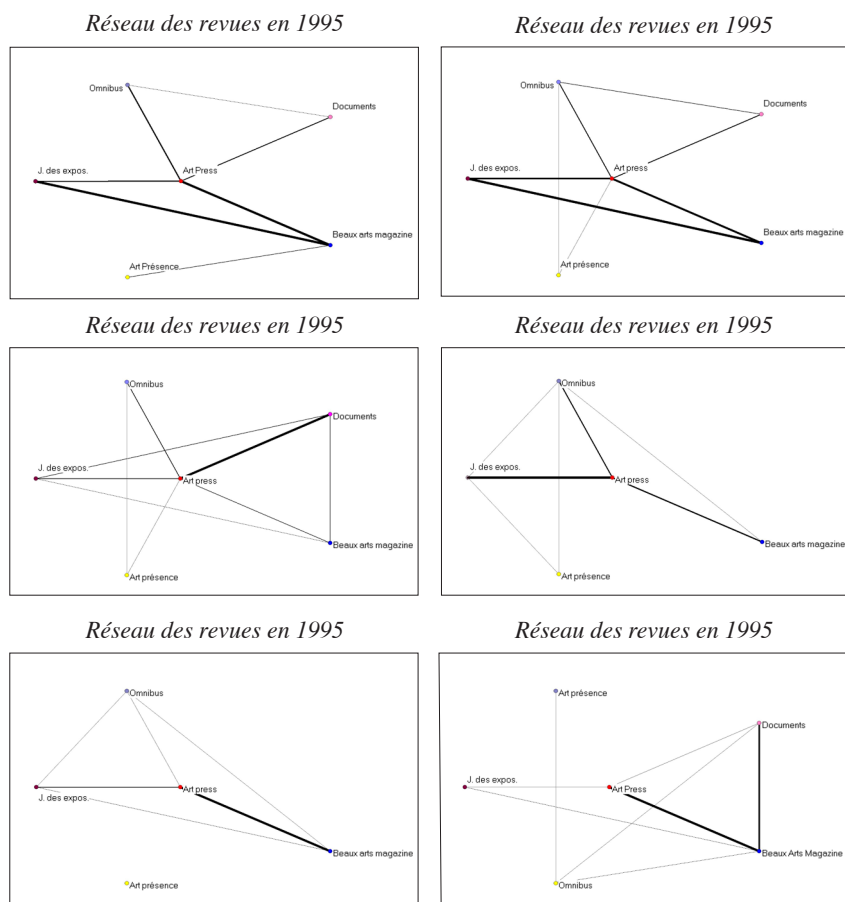 Réseau des revues en 1995
Omnibus
Documents
J. des expos.
Art Press
Beaux arts magazine
Art Présence
Réseau des revues en 1995
Omnibus
Documents
J. des expos.
Art press
Beaux arts magazine
Art présence
Réseau des revues en 1995
Omnibus
Documents
J. des expos.
Art press
Beaux arts magazine
Art présence
Réseau des revues en 1995
Omnibus
J. des expos.
Art press
Beaux arts magazine
Art présence
Réseau des revues en 1995
Omnibus
Art press
J. des expos.
Beaux arts magazine
Art présence
Réseau des revues en 1995
Art présence
Documents
J. des expos.
Art Press
Beaux Arts Magazine
Omnibus